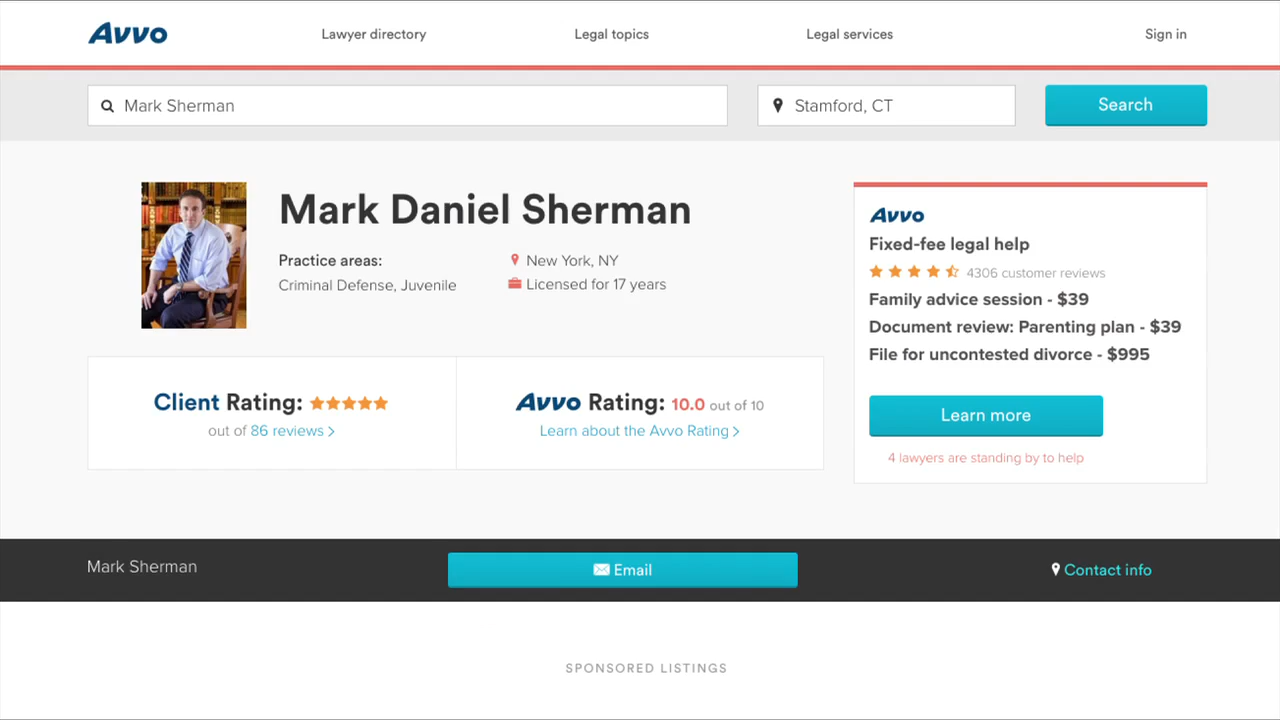 Avvo
Lawyer directory
Legal topics
Legal services
Sign in
Mark Sherman
Stamford, CT
Search
Mark Daniel Sherman
Practice areas:
Criminal Defense, Juvenile
New York, NY
Licensed for 17 years
Client Rating:
out of 86 reviews >
Avvo Rating: 10.0 out of 10
Learn about the Avvo Rating >
Avvo
Fixed-fee legal help
4306 customer reviews
Family advice session - $39
Document review: Parenting plan - $39
File for uncontested divorce - $995
Learn more
4 lawyers are standing by to help
Mark Sherman
Email
Contact info
SPONSORED LISTINGS